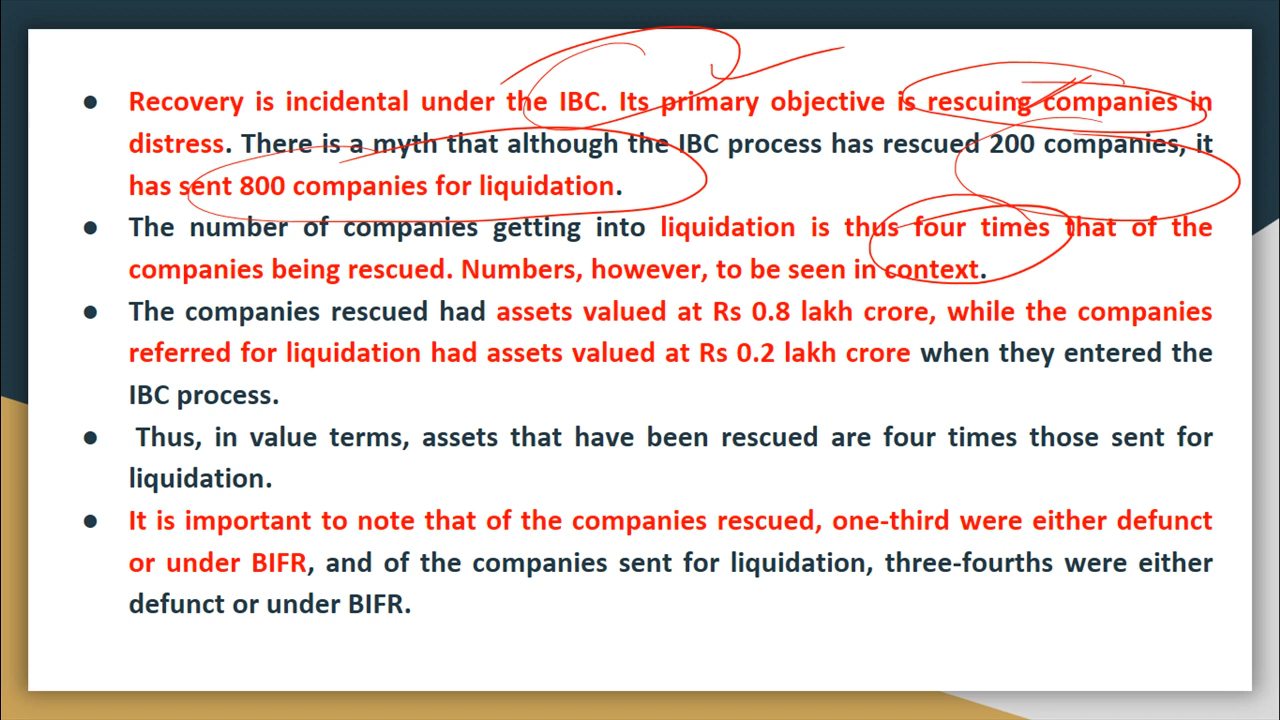 ● Recovery is incidental under the IBC. Its primary objective is rescuing companies in
distress. There is a myth that although the IBC process has rescued 200 companies, it
has sent 800 companies for liquidation.
● The number of companies getting into liquidation is thus four times that of the
companies being rescued. Numbers, however, to be seen in context.
● The companies rescued had assets valued at Rs 0.8 lakh crore, while the companies
referred for liquidation had assets valued at Rs 0.2 lakh crore when they entered the
IBC process.
● Thus, in value terms, assets that have been rescued are four times those sent for
liquidation.
● It is important to note that of the companies rescued, one-third were either defunct
or under BIFR, and of the companies sent for liquidation, three-fourths were either
defunct or under BIFR.